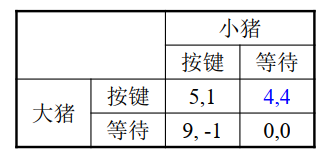 小猪
按键 等待
大猪 按键 5,1 4,4
等待 9, -1 0,0